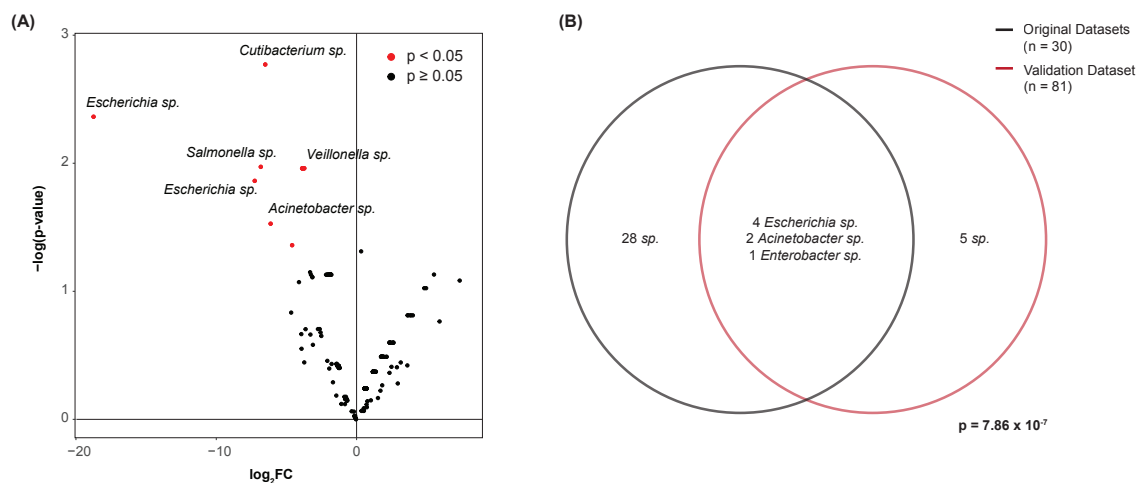 (A)
3
2
1
0
−log(p-value)
−20
−10
0
log2FC
Cutibacterium sp.
p < 0.05
p ≥ 0.05
Escherichia sp.
Salmonella sp.
Veillonella sp.
Escherichia sp.
Acinetobacter sp.
(B)
Original Datasets
(n = 30)
Validation Dataset
(n = 81)
28 sp.
4 Escherichia sp.
2 Acinetobacter sp.
1 Enterobacter sp.
5 sp.
p = 7.86 x 10-7